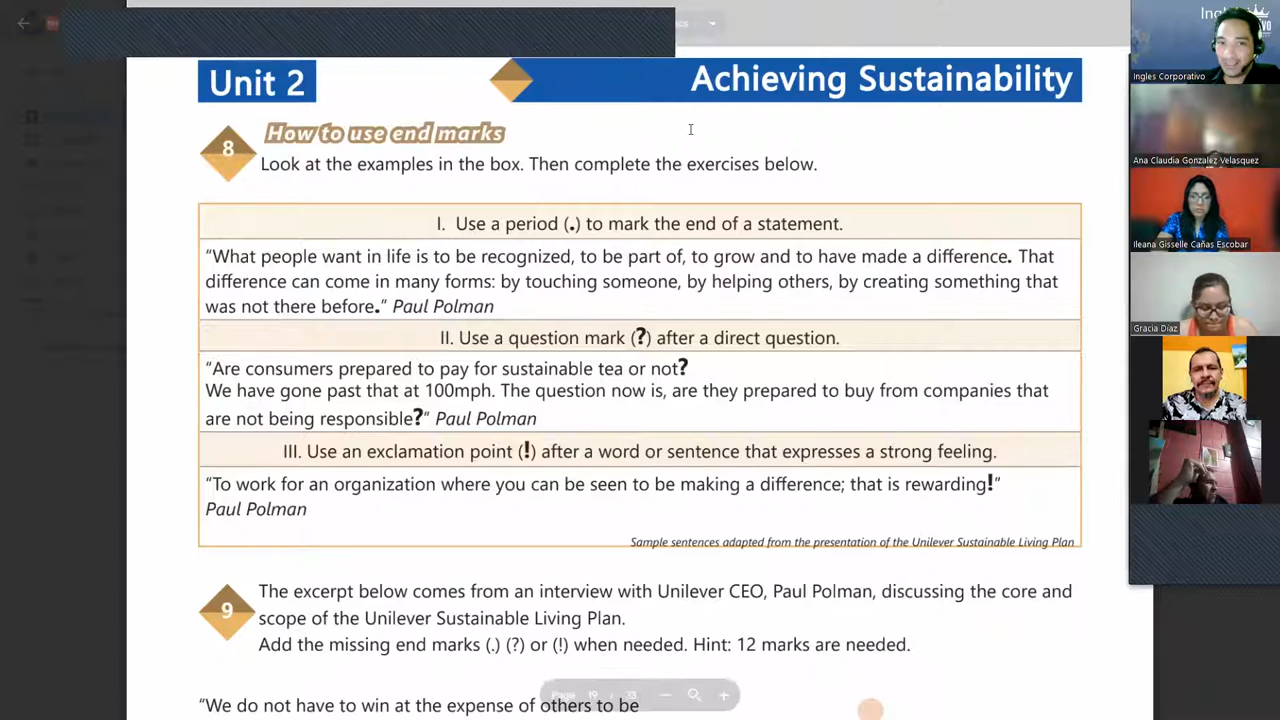 Unit 2
Achieving Sustainability
8
How to use end marks
Look at the examples in the box. Then complete the exercises below.
I. Use a period (.) to mark the end of a statement.
“What people want in life is to be recognized, to be part of, to grow and to have made a difference. That
difference can come in many forms: by touching someone, by helping others, by creating something that
was not there before.” Paul Polman
II. Use a question mark (?) after a direct question.
“Are consumers prepared to pay for sustainable tea or not?
We have gone past that at 100mph. The question now is, are they prepared to buy from companies that
are not being responsible?” Paul Polman
III. Use an exclamation point (!) after a word or sentence that expresses a strong feeling.
“To work for an organization where you can be seen to be making a difference; that is rewarding!”
Paul Polman
Sample sentences adapted from the presentation of the Unilever Sustainable Living Plan
9
The excerpt below comes from an interview with Unilever CEO, Paul Polman, discussing the core and
scope of the Unilever Sustainable Living Plan.
Add the missing end marks (.) (?) or (!) when needed. Hint: 12 marks are needed.
“We do not have to win at the expense of others to be
Page 19 / 33
Ingles Corporativo
Ana Claudia Gonzalez Velasquez
Ileana Gisselle Cañas Escobar
Gracia Díaz